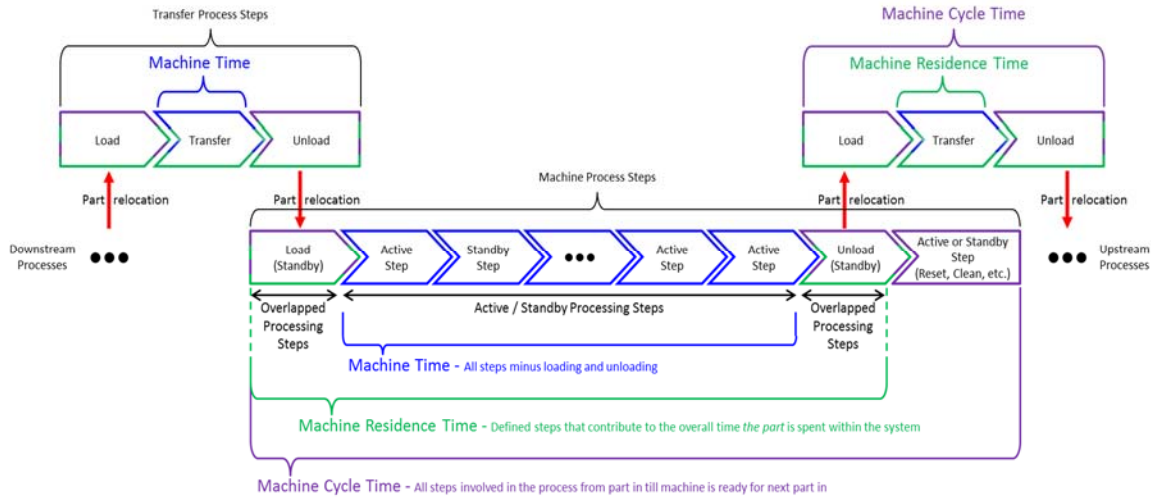 Transfer Process Steps
Machine Time
Load
Transfer
Unload
Machine Cycle Time
Machine Residence Time
Load
Transfer
Unload
Part relocation
Part relocation
Machine Process Steps
Part relocation
Part relocation
Downstream
Processes
Load
(Standby)
Active
Step
Standby
Step
Active
Step
Active
Step
Unload
(Standby)
Active or Standby
Step
(Reset, Clean, etc.)
Upstream
Processes
Overlapped
Processing
Steps
Active / Standby Processing Steps
Overlapped
Processing
Steps
Machine Time - All steps minus loading and unloading
Machine Residence Time - Defined steps that contribute to the overall time the part is spent within the system
Machine Cycle Time - All steps involved in the process from part in till machine is ready for next part in